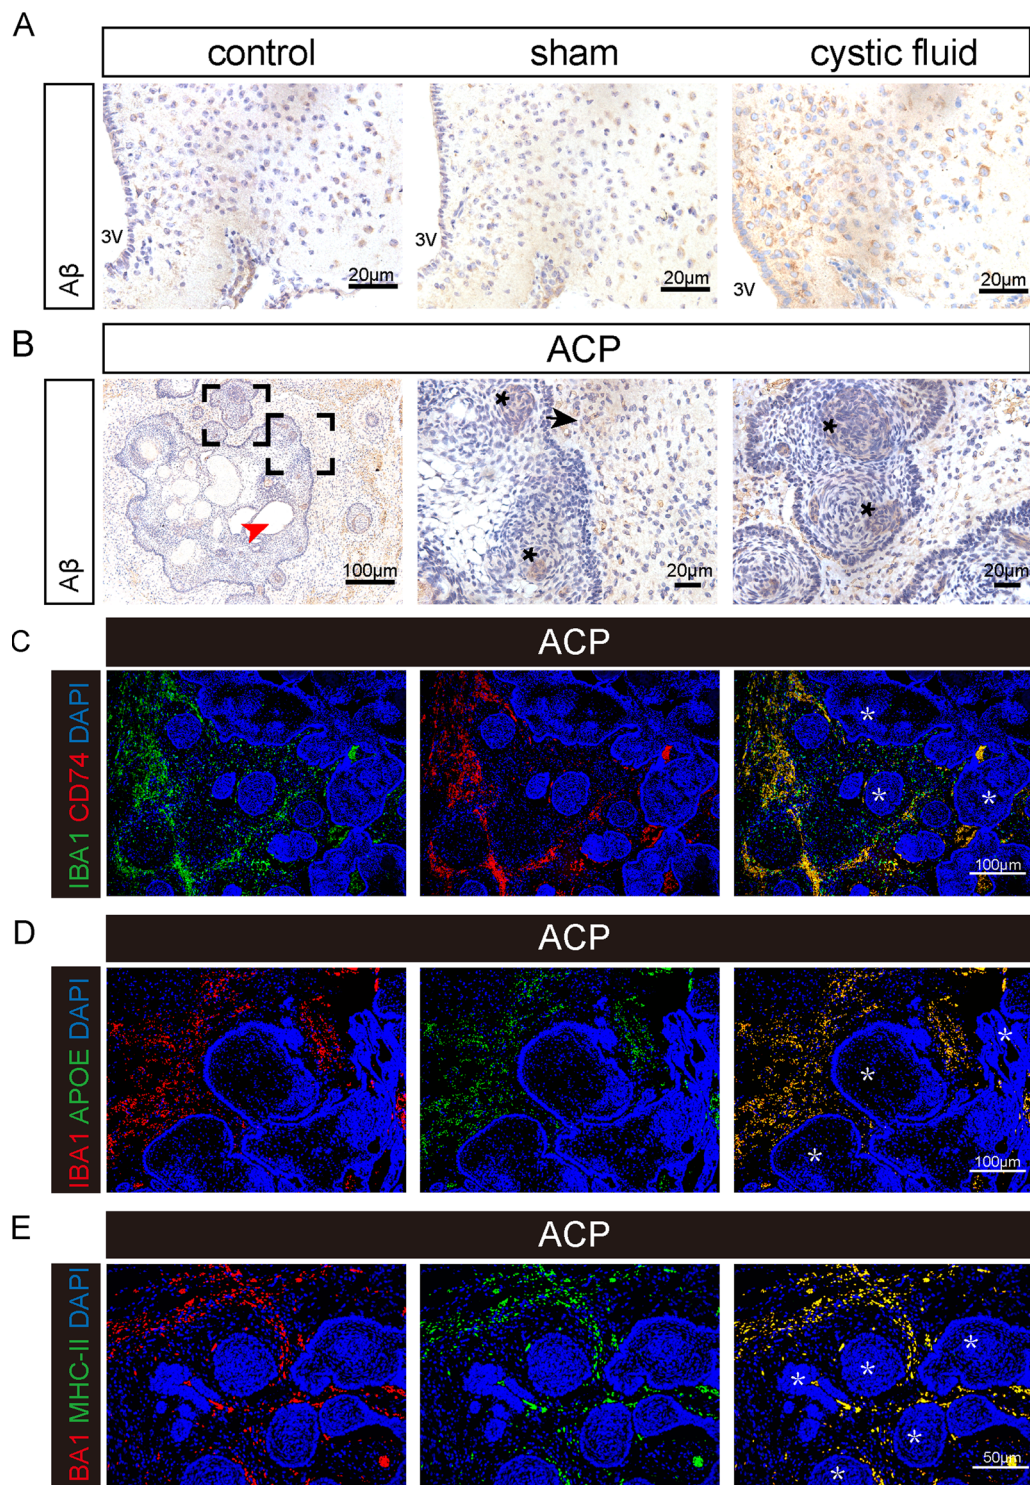 A
control
sham
cystic fluid
Aβ
3V
20µm
3V
20µm
3V
20µm
B
ACP
Aβ
100µm
20µm
20µm
C
ACP
IBA1 CD74 DAPI
100µm
D
ACP
IBA1 APOE DAPI
100µm
E
ACP
BA1 MHC-II DAPI
50µm